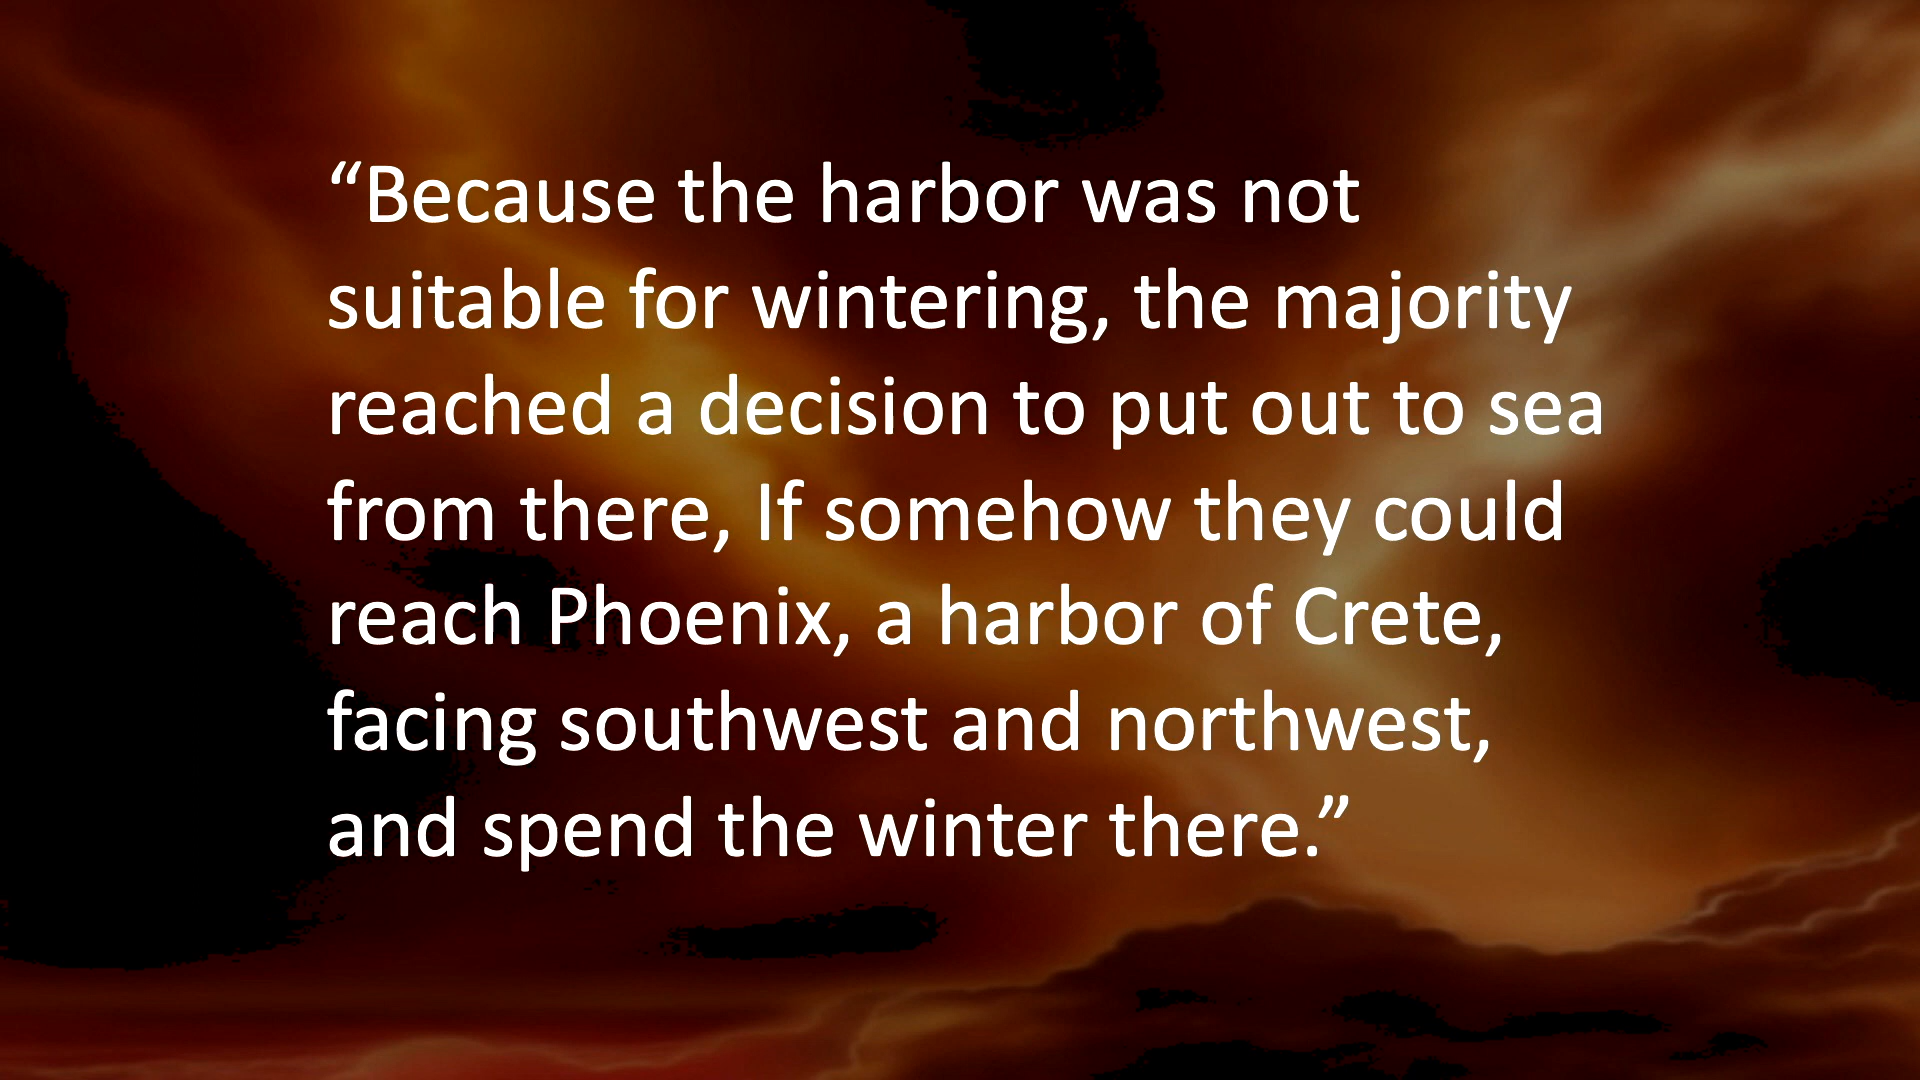 “Because the harbor was not
suitable for wintering, the majority
reached a decision to put out to sea
from there, If somehow they could
reach Phoenix, a harbor of Crete,
facing southwest and northwest,
and spend the winter there.”